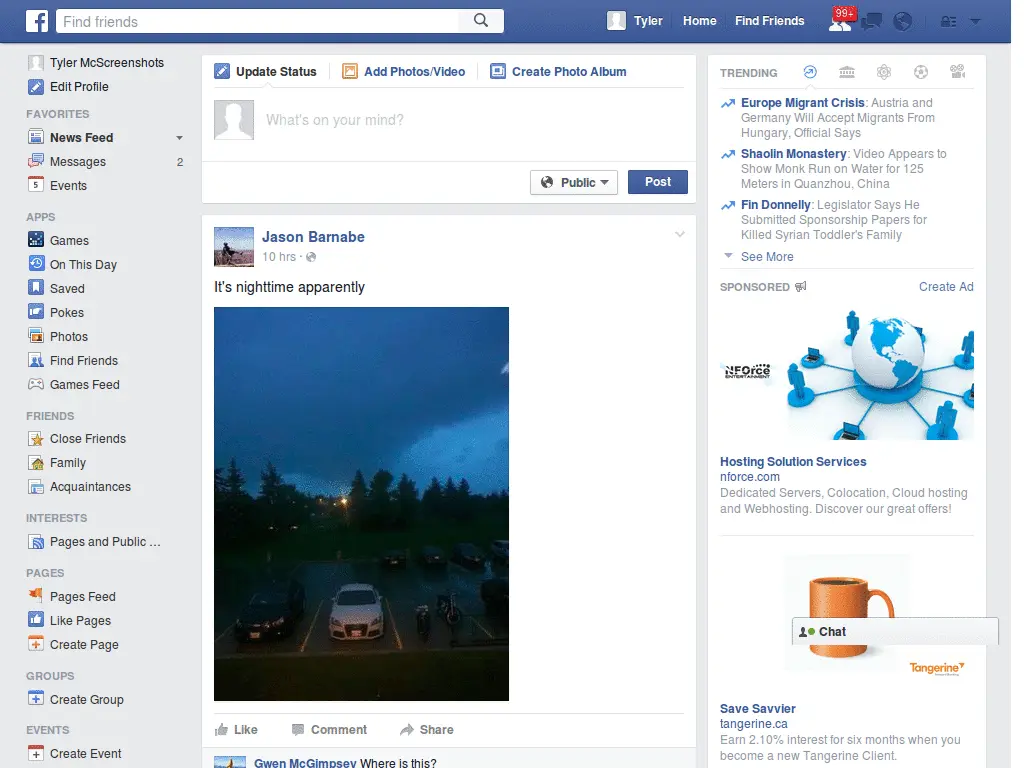 Find friends
Tyler
Home
Find Friends
99+
Tyler McScreenshots
Edit Profile
FAVORITES
News Feed
Messages 2
5 Events
APPS
Games
On This Day
Saved
Pokes
Photos
Find Friends
Games Feed
FRIENDS
Close Friends
Family
Acquaintances
INTERESTS
Pages and Public ...
PAGES
Pages Feed
Like Pages
Create Page
GROUPS
Create Group
EVENTS
Create Event
Update Status
Add Photos/Video
Create Photo Album
What's on your mind?
Public
Post
Jason Barnabe
10 hrs ·
It's nighttime apparently
Like
Comment
Share
Gwen McGimpsey Where is this?
TRENDING
Europe Migrant Crisis: Austria and
Germany Will Accept Migrants From
Hungary, Official Says
Shaolin Monastery: Video Appears to
Show Monk Run on Water for 125
Meters in Quanzhou, China
Fin Donnelly: Legislator Says He
Submitted Sponsorship Papers for
Killed Syrian Toddler's Family
See More
SPONSORED
Create Ad
NFOrce
ENTERTAINMENT
Hosting Solution Services
nforce.com
Dedicated Servers, Colocation, Cloud hosting
and Webhosting. Discover our great offers!
Chat
Tangerine
Save Savvier
tangerine.ca
Earn 2.10% interest for six months when you
become a new Tangerine Client.